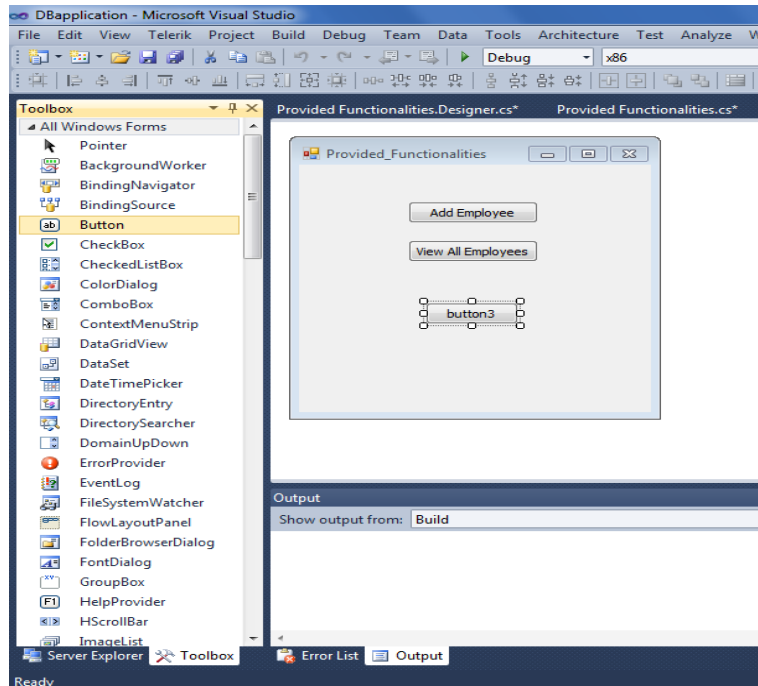 DBapplication - Microsoft Visual Studio
File Edit View Telerik Project Build Debug Team Data Tools Architecture Test Analyze W
Debug x86
Toolbox
Provided Functionalities.Designer.cs* Provided Functionalities.cs*
All Windows Forms
Pointer
BackgroundWorker
BindingNavigator
BindingSource
ab Button
CheckBox
CheckedListBox
ColorDialog
ComboBox
ContextMenuStrip
DataGridView
DataSet
DateTimePicker
DirectoryEntry
DirectorySearcher
DomainUpDown
ErrorProvider
EventLog
FileSystemWatcher
FlowLayoutPanel
FolderBrowserDialog
FontDialog
GroupBox
F1 HelpProvider
HScrollBar
ImageList
Provided_Functionalities
Add Employee
View All Employees
button3
Output
Show output from: Build
Server Explorer Toolbox
Error List Output
Ready